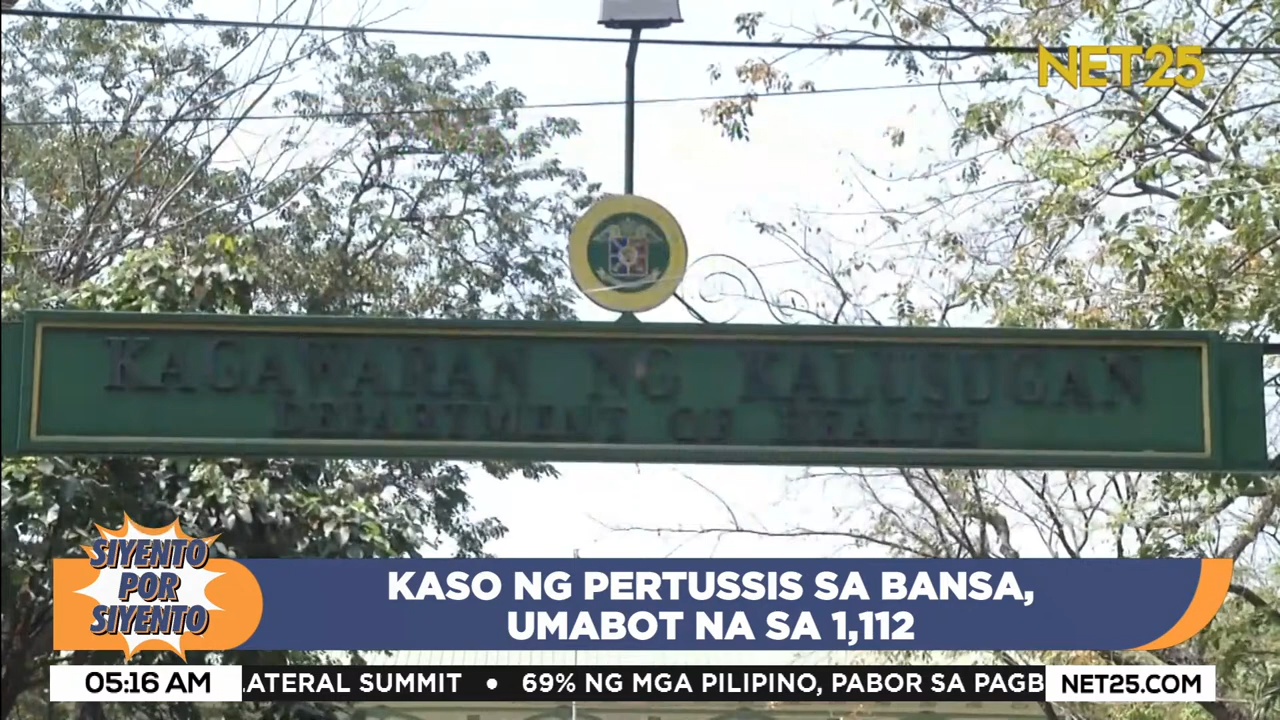 NET25
KAGAWARAN NG KALUSUGAN
DEPARTMENT OF HEALTH
SIYENTO
POR
SIYENTO
KASO NG PERTUSSIS SA BANSA,
UMABOT NA SA 1,112
05:16 AM
LATERAL SUMMIT • 69% NG MGA PILIPINO, PABOR SA PAGB
NET25.COM